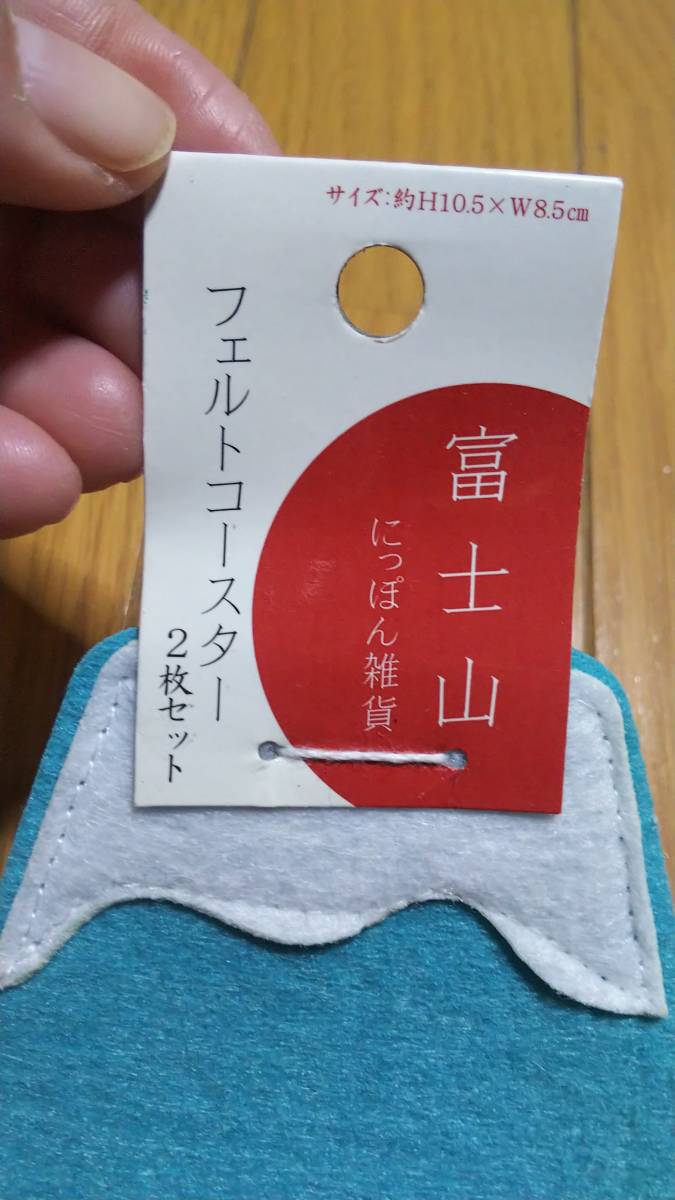 サイズ:約H10.5×W8.5cm
富士山
にっぽん雑貨
フェルトコースター
2枚セット